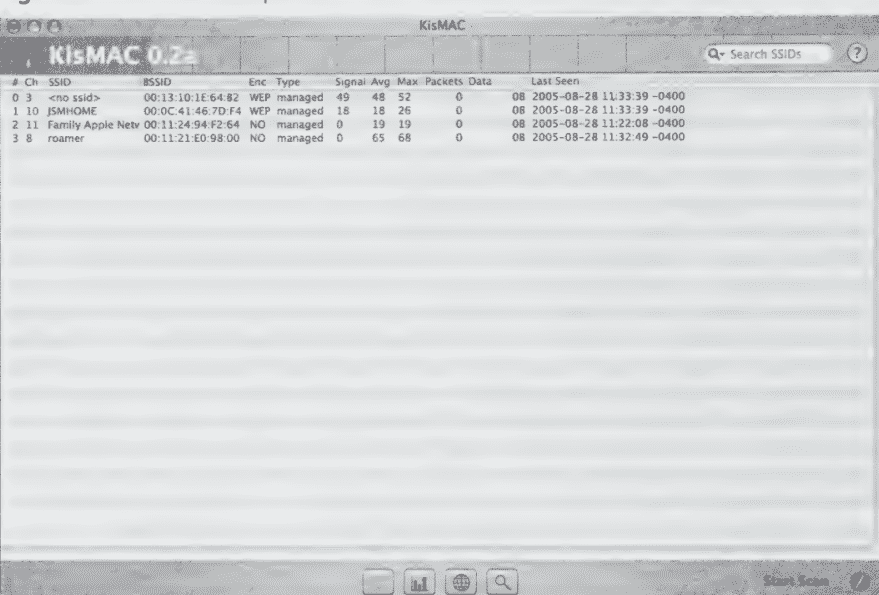 KisMAC
KisMAC 0.2a
Search SSIDs ?
# Ch SSID BSSID Enc Type Signal Avg Max Packets Data Last Seen
0 3 <no ssid> 00:13:10:1E:64:82 WEP managed 49 48 52 0 0B 2005-08-28 11:33:39 -0400
1 10 JSMHOME 00:0C:41:46:7D:F4 WEP managed 18 18 26 0 0B 2005-08-28 11:33:39 -0400
2 11 Family Apple Netv 00:11:24:94:F2:64 NO managed 0 19 19 0 0B 2005-08-28 11:22:08 -0400
3 8 roamer 00:11:21:E0:98:00 NO managed 0 65 68 0 0B 2005-08-28 11:32:49 -0400
Start Scan